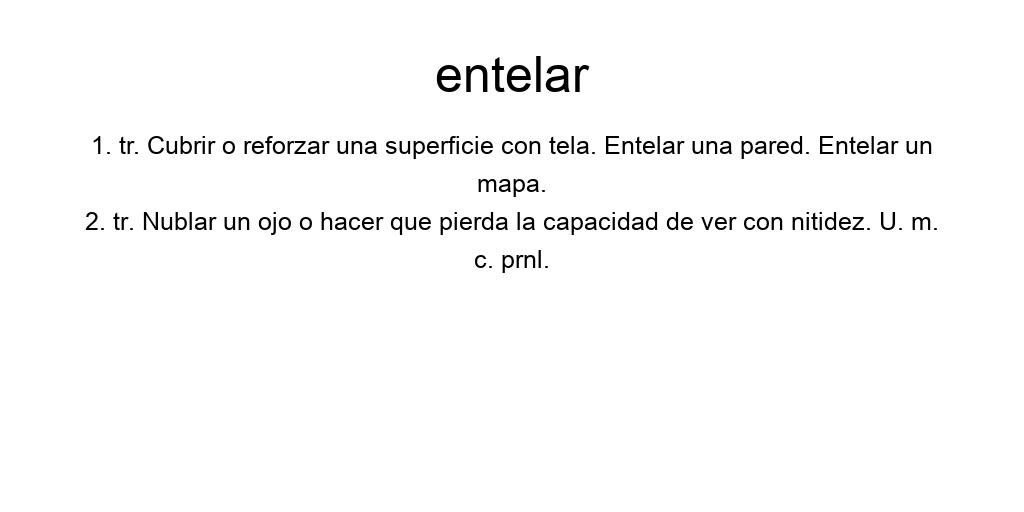 entelar
1. tr. Cubrir o reforzar una superficie con tela. Entelar una pared. Entelar un
mapa.
2. tr. Nublar un ojo o hacer que pierda la capacidad de ver con nitidez. U. m.
c. prnl.